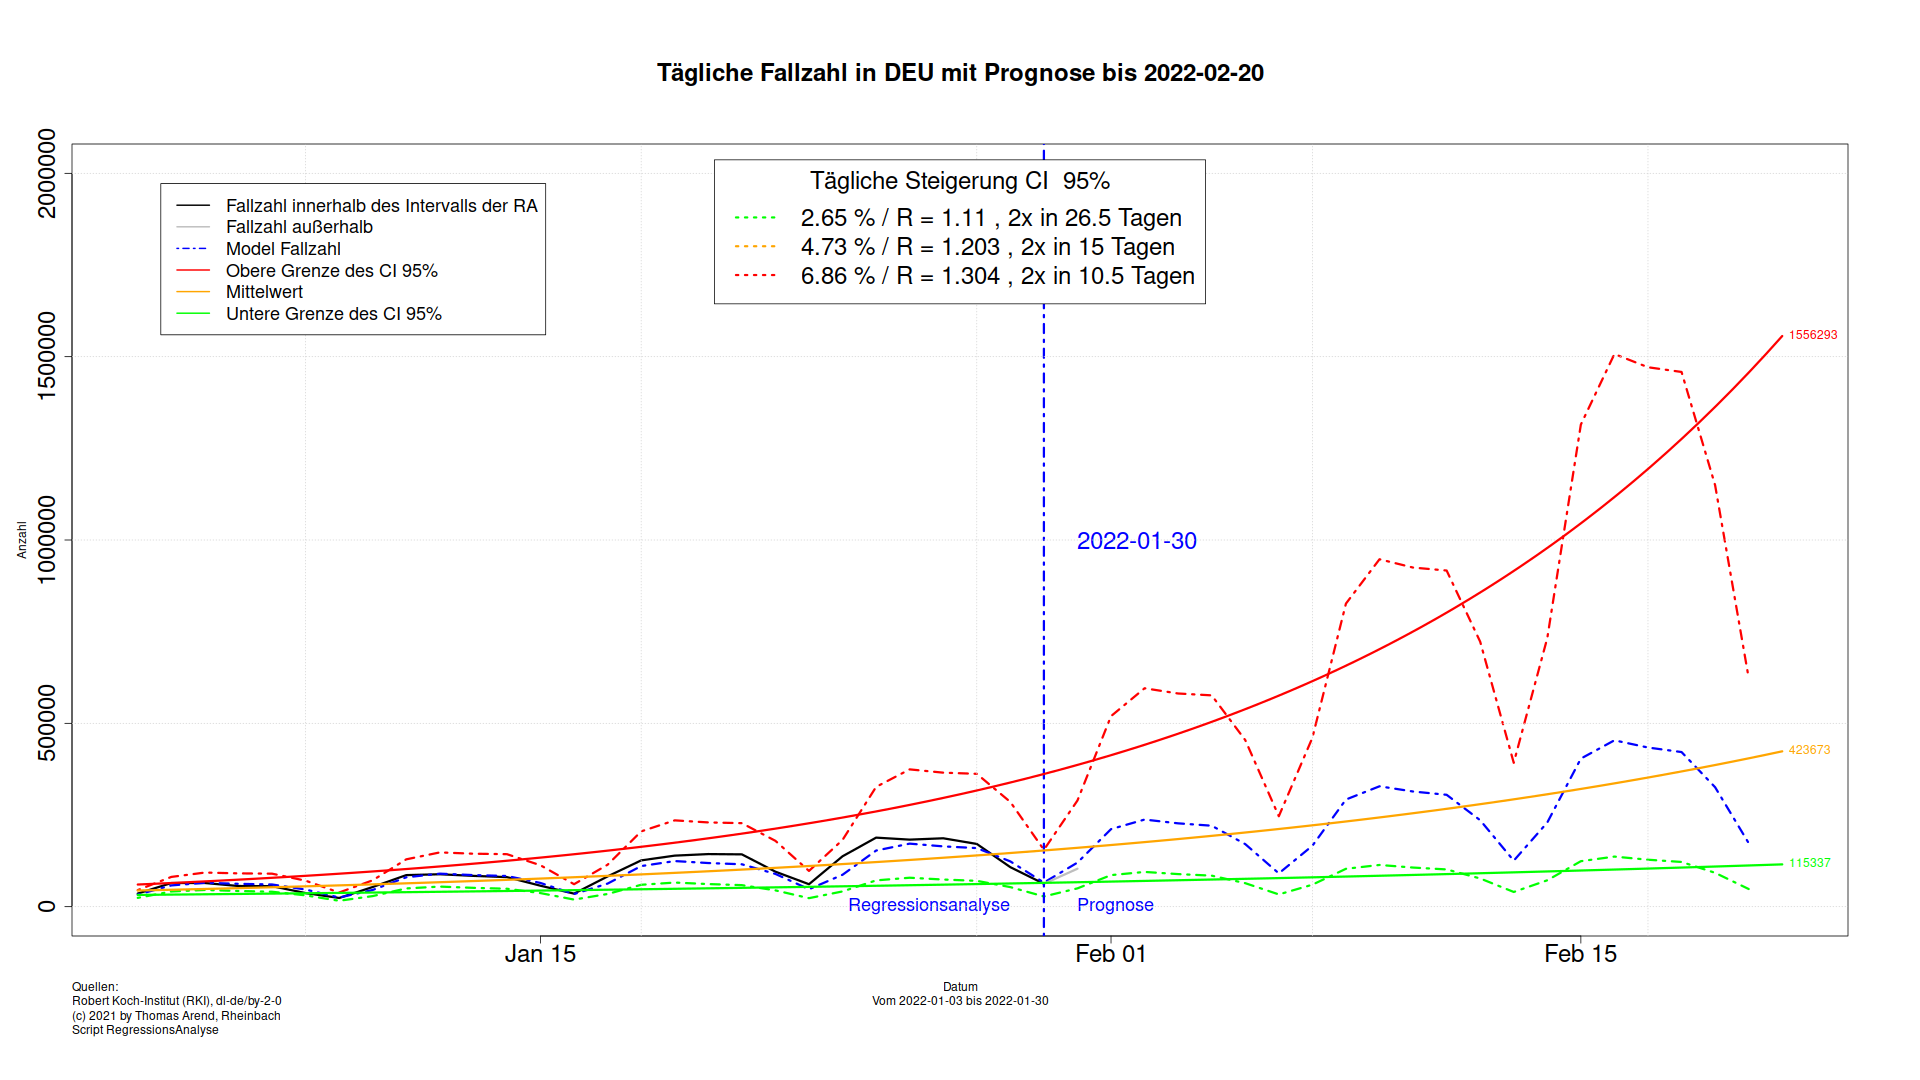 Tägliche Fallzahl in DEU mit Prognose bis 2022-02-20
Anzahl
2000000
1500000
1000000
500000
0
Fallzahl innerhalb des Intervalls der RA
Fallzahl außerhalb
Model Fallzahl
Obere Grenze des CI 95%
Mittelwert
Untere Grenze des CI 95%
Tägliche Steigerung CI  95%
2.65 % / R = 1.11 , 2x in 26.5 Tagen
4.73 % / R = 1.203 , 2x in 15 Tagen
6.86 % / R = 1.304 , 2x in 10.5 Tagen
1556293
2022-01-30
423673
115337
Regressionsanalyse
Prognose
Jan 15
Feb 01
Feb 15
Datum
Vom 2022-01-03 bis 2022-01-30
Quellen:
Robert Koch-Institut (RKI), dl-de/by-2-0
(c) 2021 by Thomas Arend, Rheinbach
Script RegressionsAnalyse